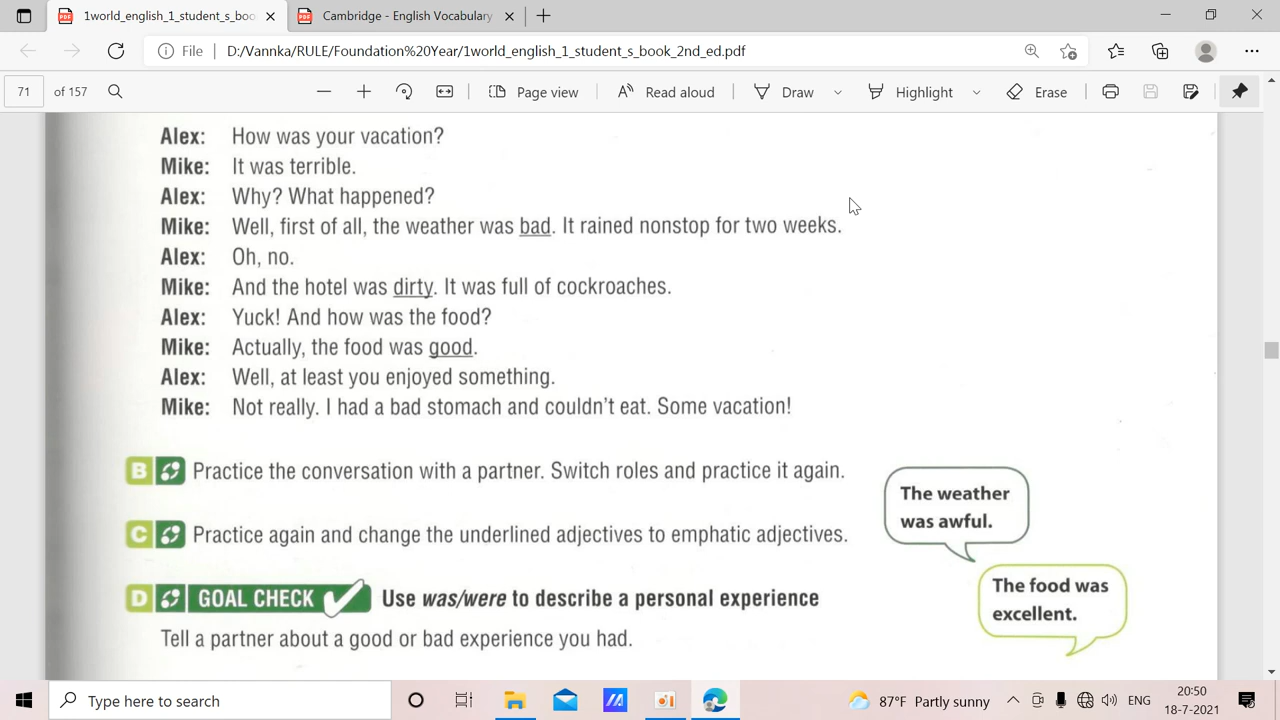 1world_english_1_student_s_boo
Cambridge - English Vocabulary
File D:/Vannka/RULE/Foundation%20Year/1world_english_1_student_s_book_2nd_ed.pdf
71 of 157 Page view Read aloud Draw Highlight Erase
Alex: How was your vacation?
Mike: It was terrible.
Alex: Why? What happened?
Mike: Well, first of all, the weather was bad. It rained nonstop for two weeks.
Alex: Oh, no.
Mike: And the hotel was dirty. It was full of cockroaches.
Alex: Yuck! And how was the food?
Mike: Actually, the food was good.
Alex: Well, at least you enjoyed something.
Mike: Not really. I had a bad stomach and couldn't eat. Some vacation!
B Practice the conversation with a partner. Switch roles and practice it again.
C Practice again and change the underlined adjectives to emphatic adjectives.
The weather
was awful.
The food was
excellent.
D GOAL CHECK Use was/were to describe a personal experience
Tell a partner about a good or bad experience you had.
Type here to search
87°F Partly sunny
ENG
20:50
18-7-2021